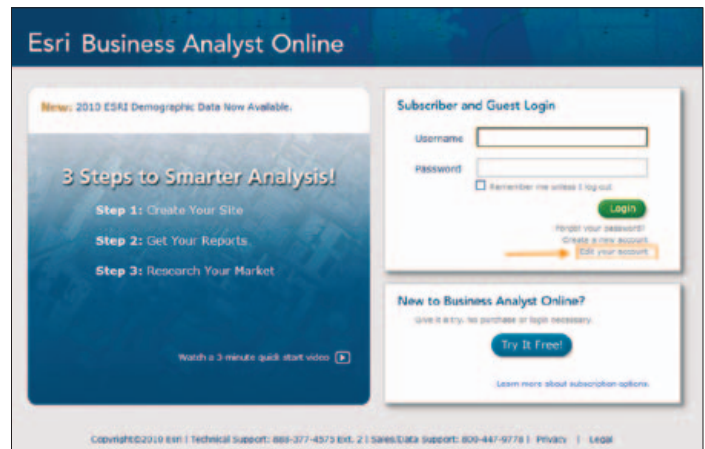 Esri Business Analyst Online
New: 2010 ESRI Demographic Data Now Available.
3 Steps to Smarter Analysis!
Step 1: Create Your Site
Step 2: Get Your Reports
Step 3: Research Your Market
Watch a 3-minute quick start video
Subscriber and Guest Login
Username
Password
Remember me unless I log out
Login
Forgot your password?
Create a new account
Edit your account
New to Business Analyst Online?
Give it a try. No purchase or login necessary.
Try It Free!
Learn more about subscription options.
Copyright©2010 Esri | Technical Support: 888-377-4575 Ext. 2 | Sales/Data Support: 800-447-9778 | Privacy | Legal